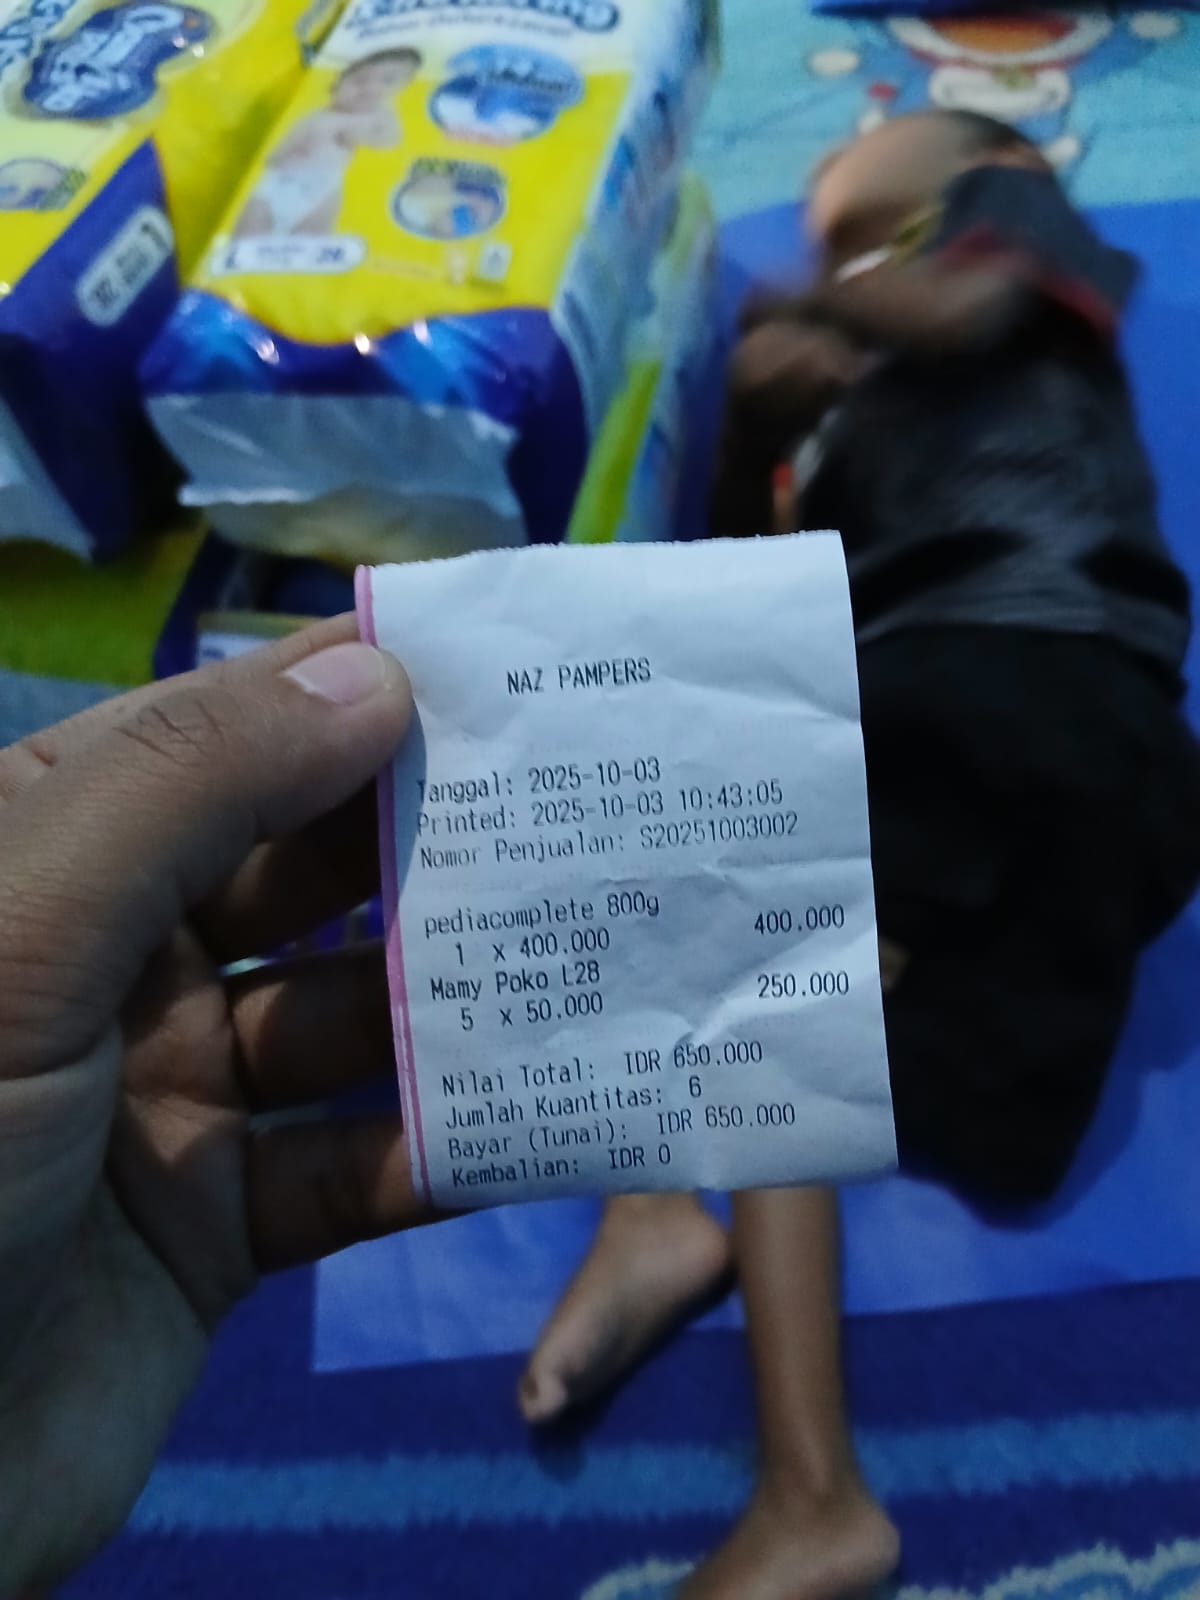 NAZ PAMPERS
Tanggal: 2025-10-03
Printed: 2025-10-03 10:43:05
Nomor Penjualan: S20251003002
pediacomplete 800g
1 x 400.000 400.000
Mamy Poko L28
5 x 50.000 250.000
Nilai Total: IDR 650.000
Jumlah Kuantitas: 6
Bayar (Tunai): IDR 650.000
Kembalian: IDR 0